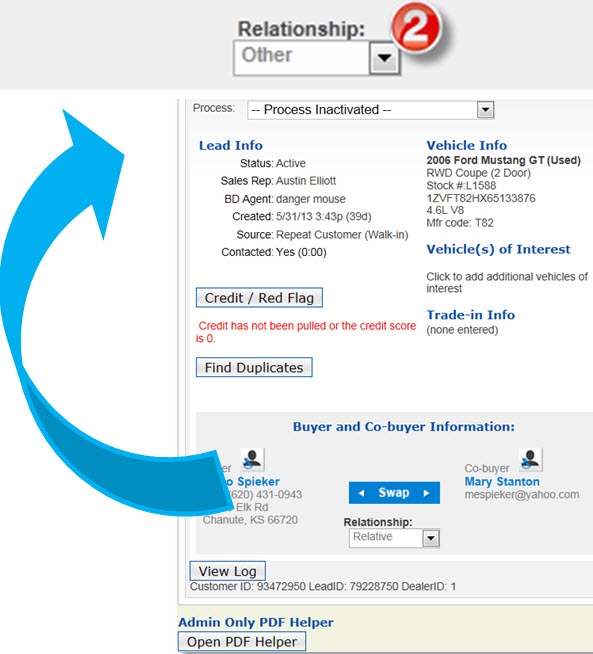 Relationship:
2
Other
Process: -- Process Inactivated --
Lead Info
Status: Active
Sales Rep: Austin Elliott
BD Agent: danger mouse
Created: 5/31/13 3:43p (39d)
Source: Repeat Customer (Walk-in)
Contacted: Yes (0:00)
Credit / Red Flag
Credit has not been pulled or the credit score
is 0.
Find Duplicates
Vehicle Info
2006 Ford Mustang GT (Used)
RWD Coupe (2 Door)
Stock #:L1588
1ZVFT82HX65133876
4.6L V8
Mfr code: T82
Vehicle(s) of Interest
Click to add additional vehicles of
interest
Trade-in Info
(none entered)
Buyer and Co-buyer Information:
Spieker
620) 431-0943
Elk Rd
Chanute, KS 66720
Swap
Relationship:
Relative
Co-buyer
Mary Stanton
mespieker@yahoo.com
View Log
Customer ID: 93472950 LeadID: 79228750 DealerID: 1
Admin Only PDF Helper
Open PDF Helper